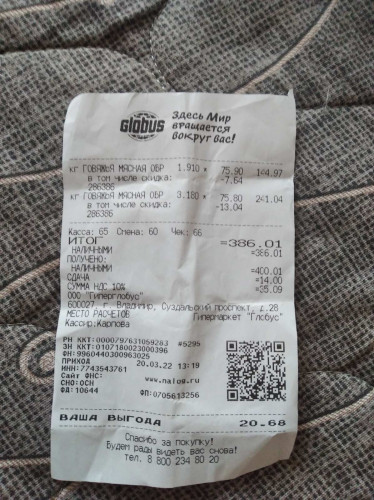 Globus
Здесь Мир
вращается
вокруг вас!
кг ГОВЯЖЬЯ МЯСНАЯ ОБР 1.910 * 75.90 144.97
в том числе скидка: -7.64
286386
кг ГОВЯЖЬЯ МЯСНАЯ ОБР 3.180 * 75.80 241.04
в том числе скидка: -13.04
286386
Касса: 65 Смена: 60 Чек: 66
ИТОГ =386.01
НАЛИЧНЫМИ =386.01
ПОЛУЧЕНО:
НАЛИЧНЫМИ =400.01
СДАЧА =14.00
СУММА НДС 10% =35.09
ООО "Гиперглобус"
600027, г. Владимир, Суздальский проспект, д.28
МЕСТО РАСЧЕТОВ Гипермаркет "Глобус"
Кассир:Карпова
РН ККТ:0000797631059283 #6295
ЗН ККТ:0107180023000396
ФН:9960440300963025
ПРИХОД 20.03.22 13:19
ИНН:7743543761
Сайт ФНС: www.nalog.ru
СНО:ОСН
ФД:10644 ФП:0705613256
ВАША ВЫГОДА 20.68
Спасибо за покупку!
Будем рады видеть вас снова!
Тел. 8 800 234 80 20